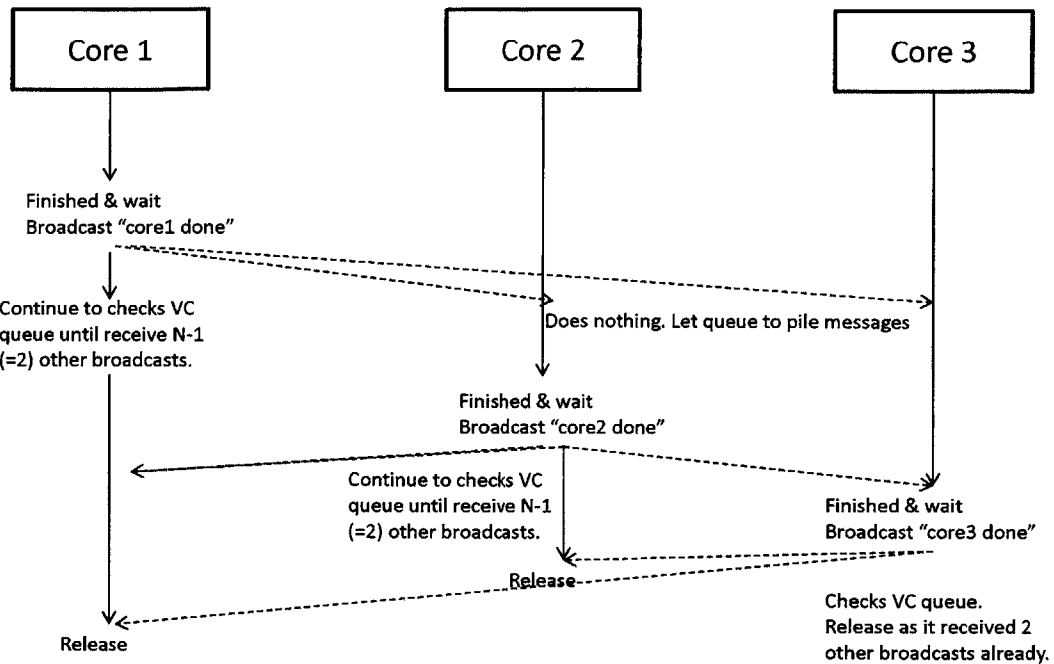 Core 1
Core 2
Core 3
Finished & wait
Broadcast “core1 done”
Continue to checks VC
queue until receive N-1
(=2) other broadcasts.
Does nothing. Let queue to pile messages
Finished & wait
Broadcast “core2 done”
Continue to checks VC
queue until receive N-1
(=2) other broadcasts.
Finished & wait
Broadcast “core3 done”
Release
Checks VC queue.
Release as it received 2
other broadcasts already.
Release